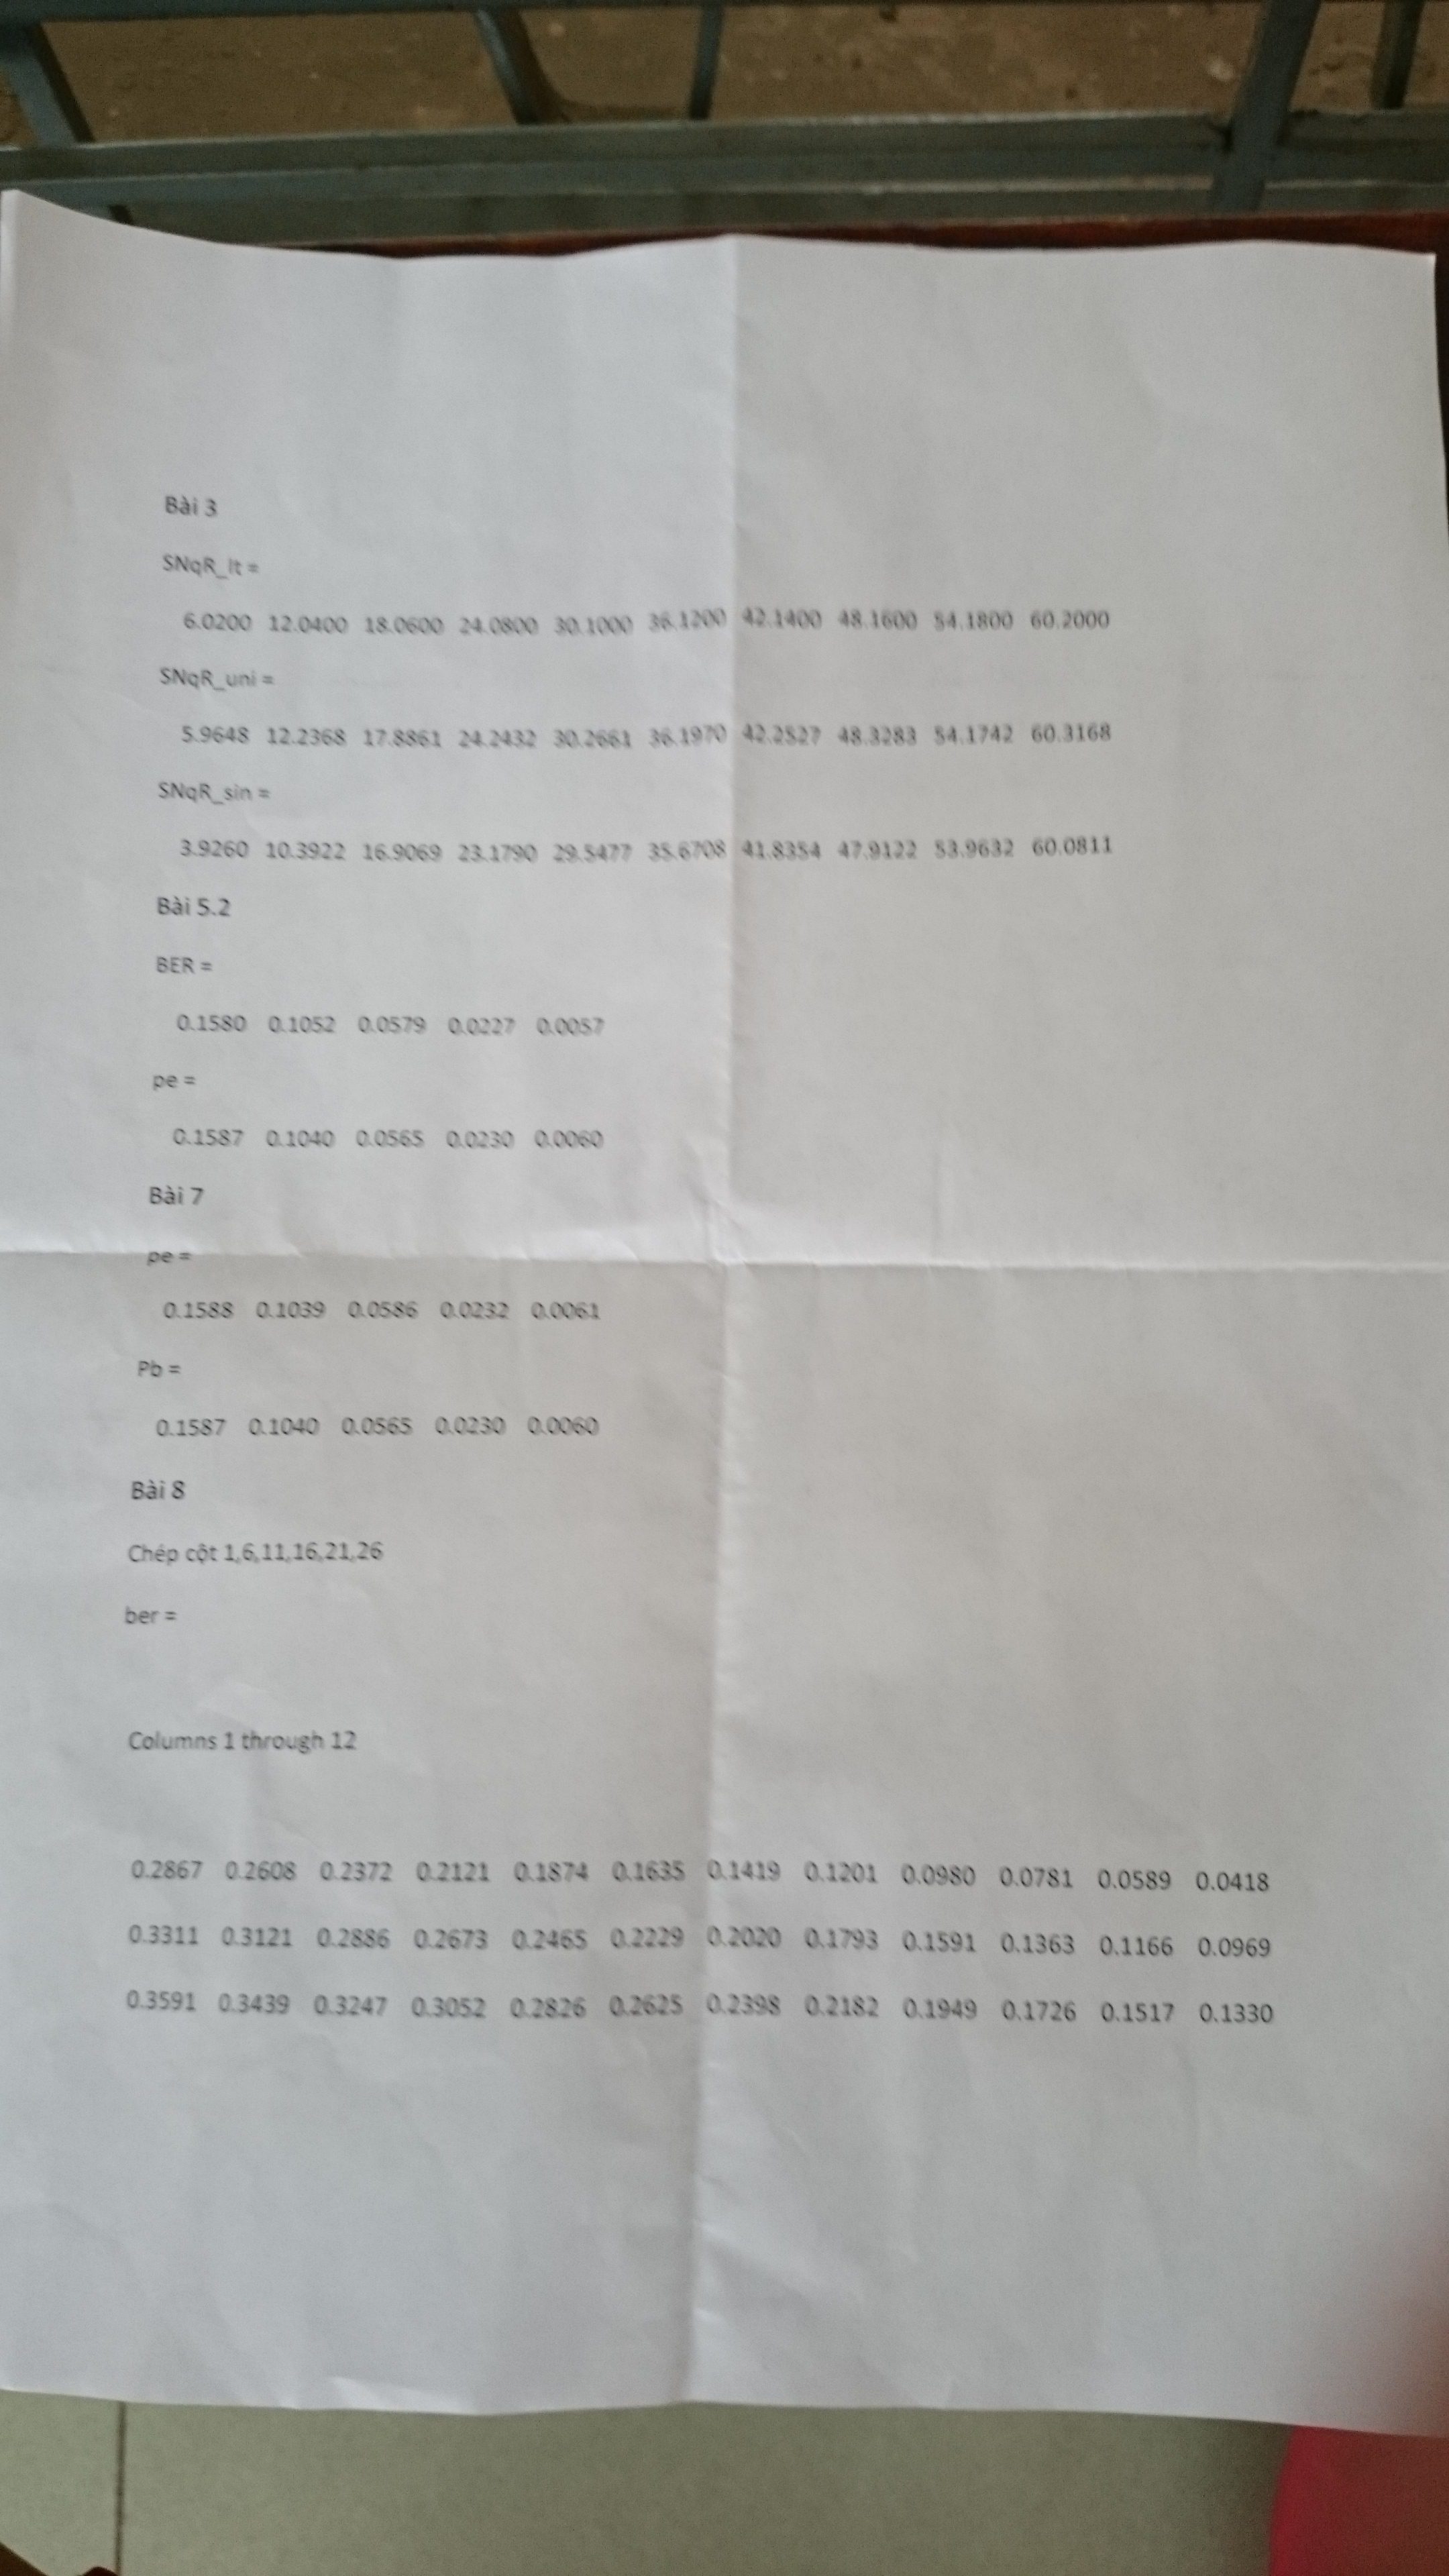 Bài 3
SNqR_lt =
6.0200 12.0400 18.0600 24.0800 30.1000 36.1200 42.1400 48.1600 54.1800 60.2000
SNqR_uni =
5.9648 12.2368 17.8861 24.2432 30.2661 36.1970 42.2527 48.3283 54.1742 60.3168
SNqR_sin =
3.9260 10.3922 16.9069 23.1790 29.5477 35.6708 41.8354 47.9122 53.9632 60.0811
Bài 5.2
BER =
0.1580 0.1052 0.0579 0.0227 0.0057
pe =
0.1587 0.1040 0.0565 0.0230 0.0060
Bài 7
pe =
0.1588 0.1039 0.0586 0.0232 0.0061
Pb =
0.1587 0.1040 0.0565 0.0230 0.0060
Bài 8
Chép cột 1,6,11,16,21,26
ber =
Columns 1 through 12
0.2867 0.2608 0.2372 0.2121 0.1874 0.1635 0.1419 0.1201 0.0980 0.0781 0.0589 0.0418
0.3311 0.3121 0.2886 0.2673 0.2465 0.2229 0.2020 0.1793 0.1591 0.1363 0.1166 0.0969
0.3591 0.3439 0.3247 0.3052 0.2826 0.2625 0.2398 0.2182 0.1949 0.1726 0.1517 0.1330